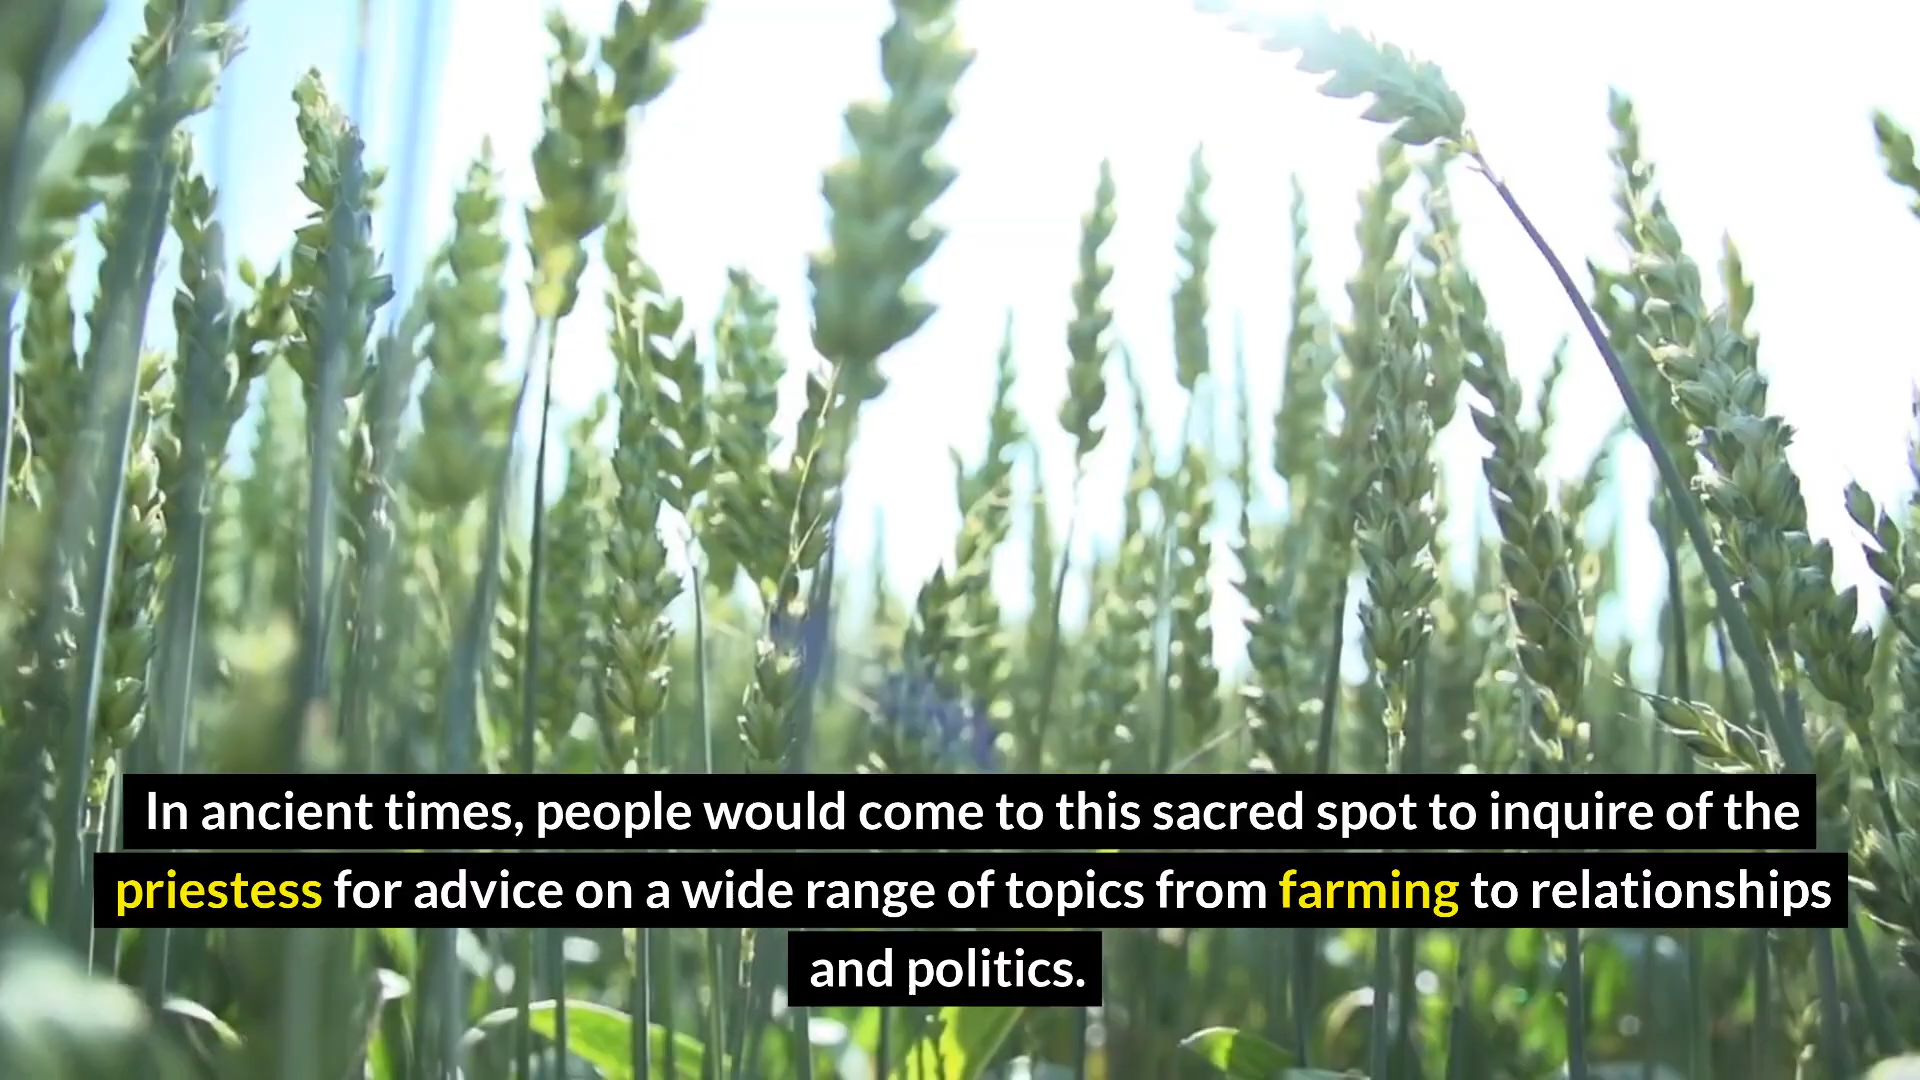 In ancient times, people would come to this sacred spot to inquire of the
priestess for advice on a wide range of topics from farming to relationships
and politics.